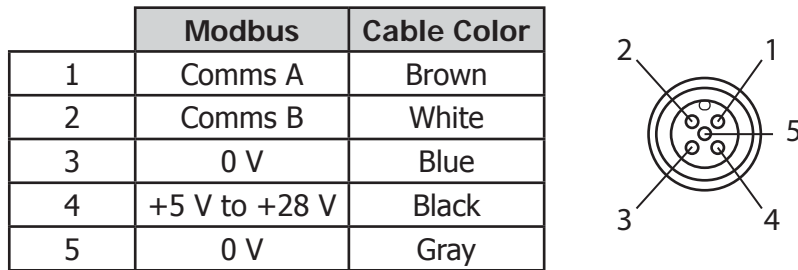 Modbus Cable Color
1 Comms A Brown
2 Comms B White
3 0 V Blue
4 +5 V to +28 V Black
5 0 V Gray
2 1
5
3 4